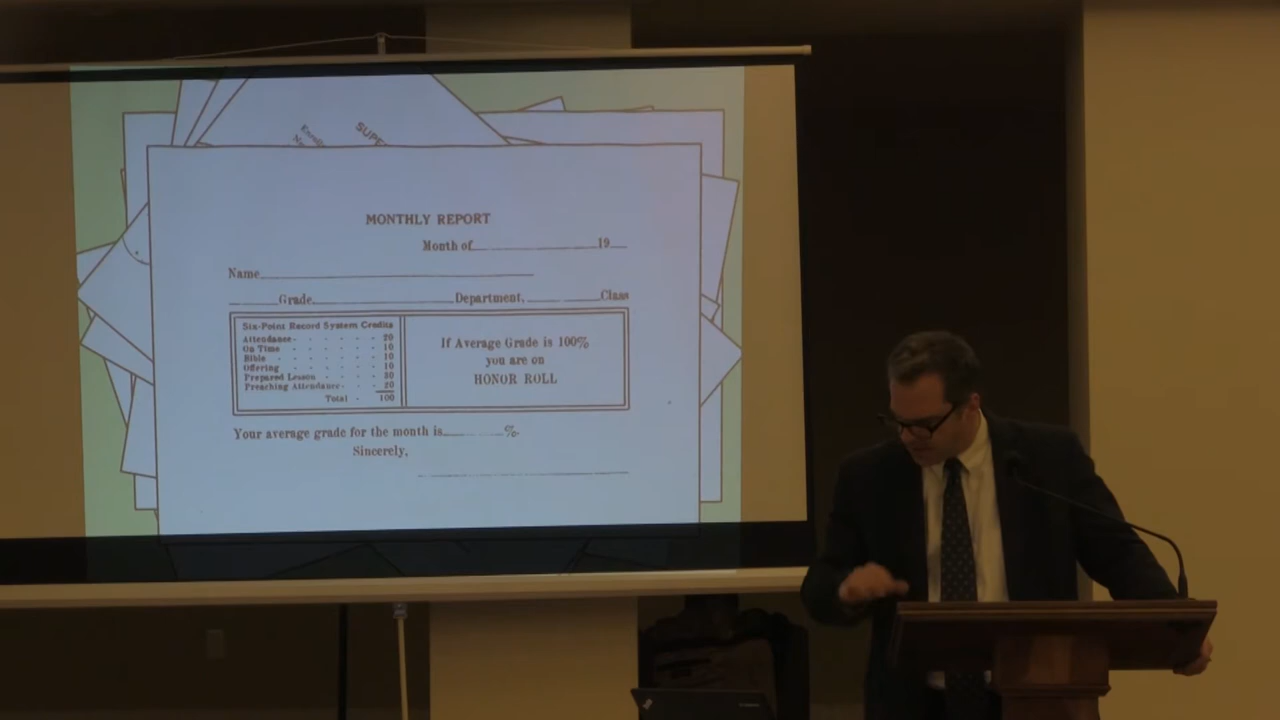 SUPE
Enroll
MONTHLY REPORT
Month of 19
Name
Grade Department, Class
Six-Point Record System Credits
Attendance - - - - - - 20
On Time - - - - - - 10
Bible - - - - - - 10
Offering - - - - - - 10
Prepared Lesson - - - - 30
Preaching Attendance - - - 20
Total - 100
If Average Grade is 100%
you are on
HONOR ROLL
Your average grade for the month is %.
Sincerely,